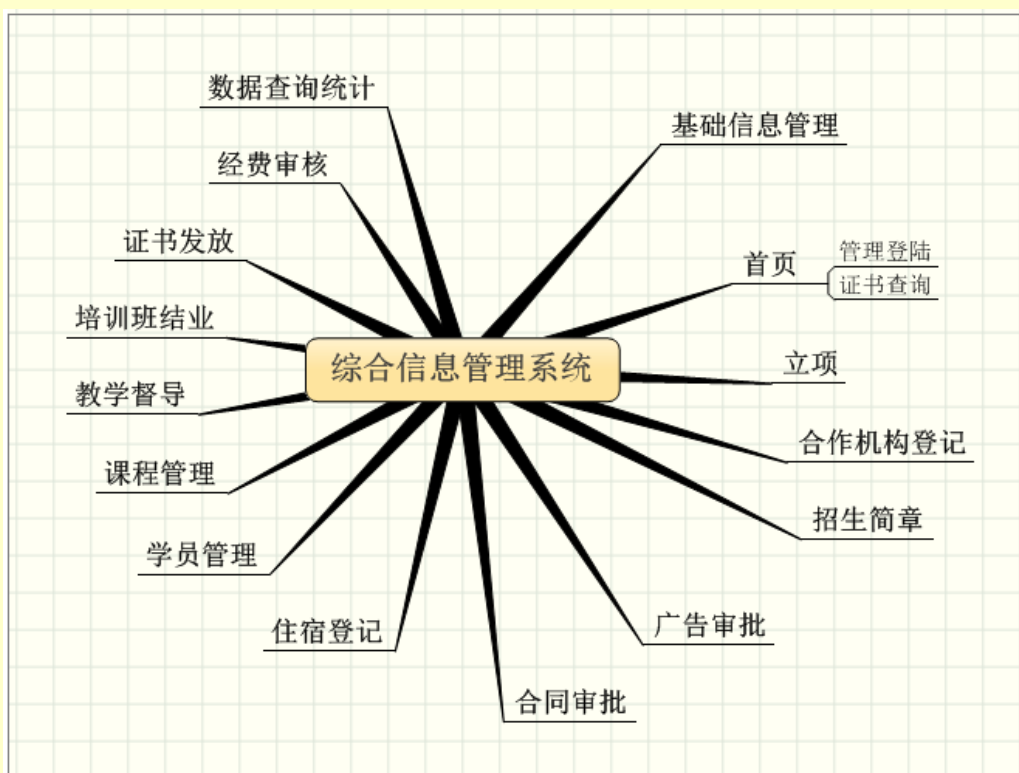 数据查询统计
基础信息管理
经费审核
证书发放
首页
管理登陆
证书查询
培训班结业
综合信息管理系统
立项
教学督导
合作机构登记
课程管理
招生简章
学员管理
住宿登记
广告审批
合同审批